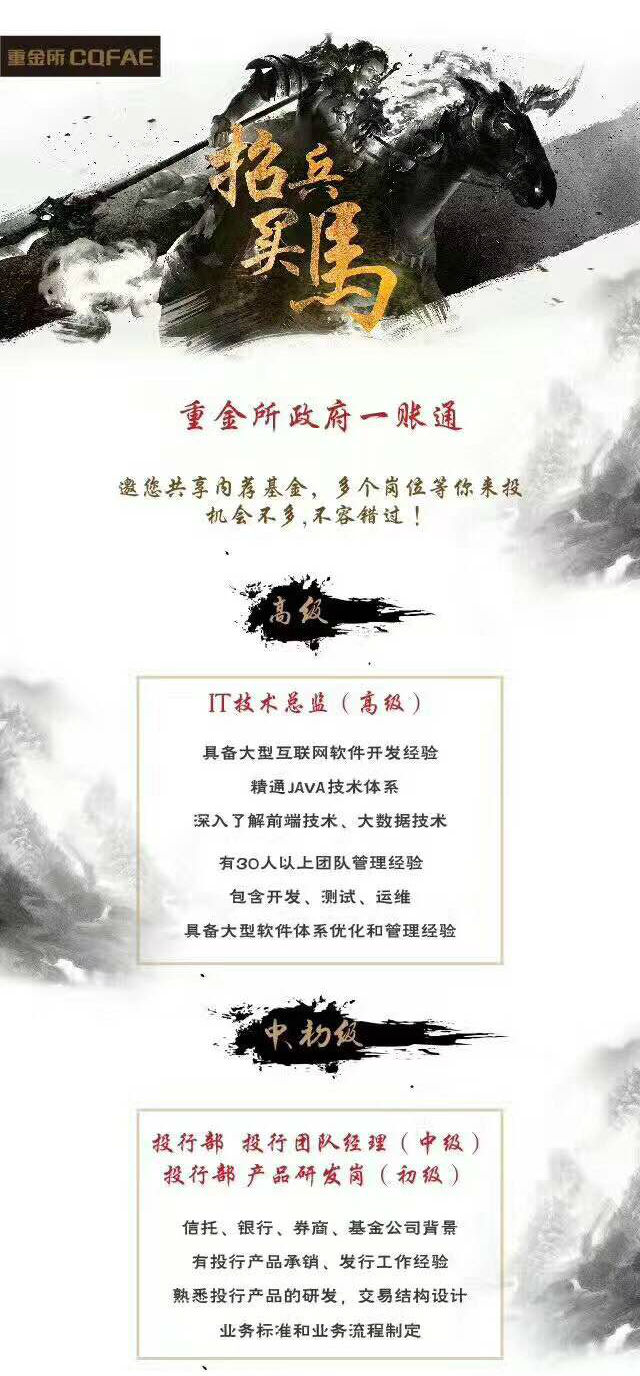 重金所 CQFAE
招兵
买馬
重金所政府一账通
邀您共享内荐基金，多个岗位等你来投
机会不多，不容错过！
高级
IT技术总监（高级）
具备大型互联网软件开发经验
精通JAVA技术体系
深入了解前端技术、大数据技术
有30人以上团队管理经验
包含开发、测试、运维
具备大型软件体系优化和管理经验
中、初级
投行部 投行团队经理（中级）
投行部 产品研发岗（初级）
信托、银行、券商、基金公司背景
有投行产品承销、发行工作经验
熟悉投行产品的研发，交易结构设计
业务标准和业务流程制定